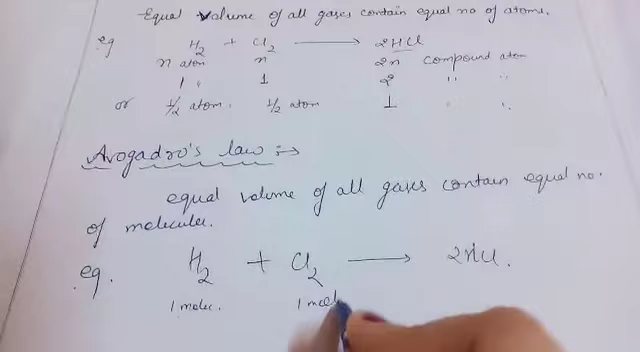 Equal volume of all gases contain equal no of atoms.
eg H₂ + Cl₂ → 2HCl
n atom n 2n compound atom
1 " 1 2 " "
or 1/2 atom. 1/2 atom 1 " "
Avogadro's law :→
equal volume of all gases contain equal no.
of molecules.
eg. H₂ + Cl₂ → 2HCl.
1 molec. 1 mole